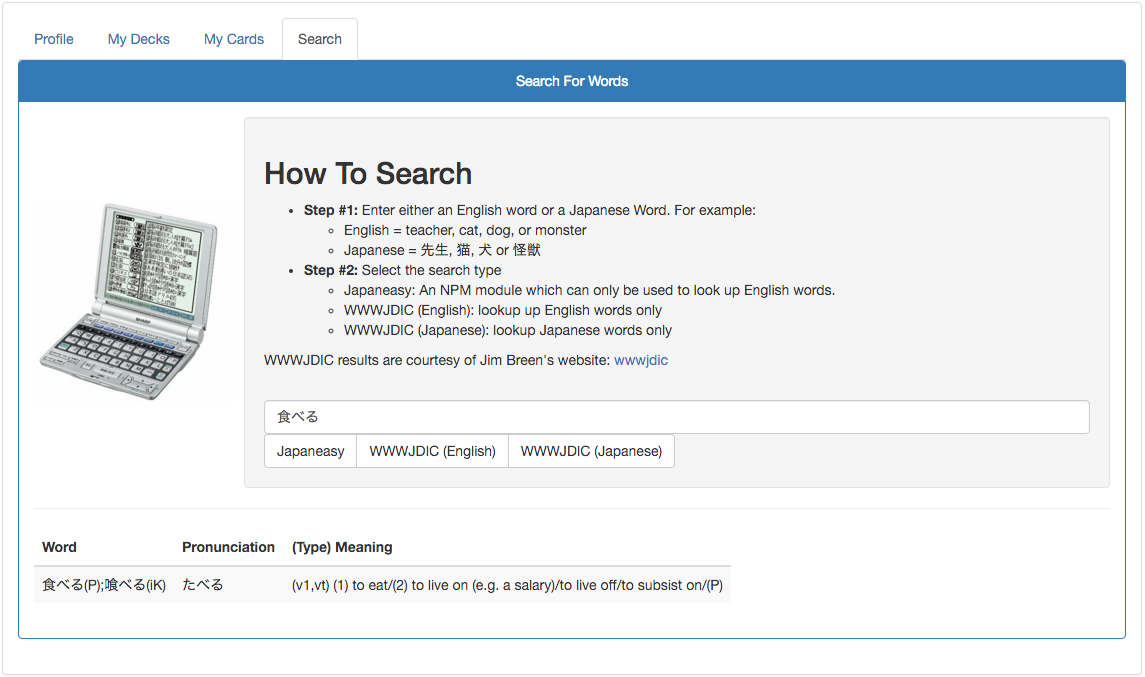 Profile My Decks My Cards Search
Search For Words
How To Search
Step #1: Enter either an English word or a Japanese Word. For example:
English = teacher, cat, dog, or monster
Japanese = 先生, 猫, 犬 or 怪獣
Step #2: Select the search type
Japaneasy: An NPM module which can only be used to look up English words.
WWWJDIC (English): lookup up English words only
WWWJDIC (Japanese): lookup Japanese words only
WWWJDIC results are courtesy of Jim Breen's website: wwwjdic
食べる
Japaneasy WWWJDIC (English) WWWJDIC (Japanese)
Word Pronunciation (Type) Meaning
食べる(P);喰べる(iK) たべる (v1,vt) (1) to eat/(2) to live on (e.g. a salary)/to live off/to subsist on/(P)